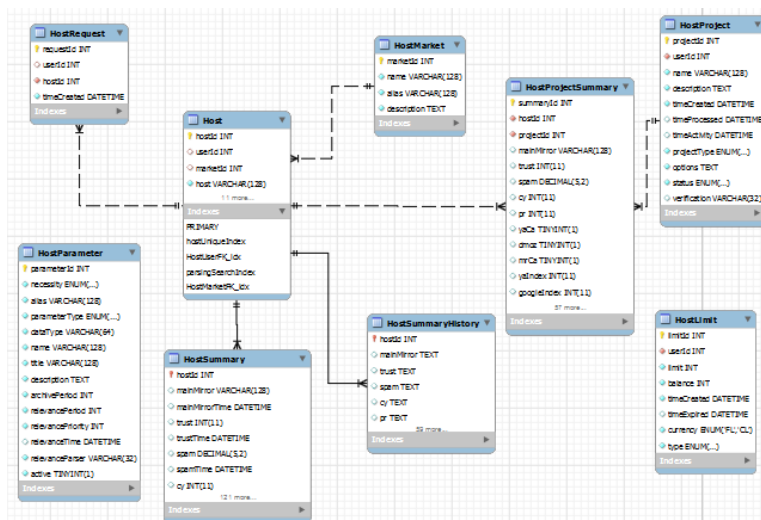 HostRequest
requestId INT
userId INT
hostId INT
timeCreated DATETIME
Indexes
HostMarket
marketId INT
name VARCHAR(128)
alias VARCHAR(128)
description TEXT
Indexes
HostProject
projectId INT
userId INT
name VARCHAR(128)
description TEXT
timeCreated DATETIME
timeProcessed DATETIME
timeActivity DATETIME
projectType ENUM(...)
options TEXT
status ENUM(...)
verification VARCHAR(32)
Indexes
HostProjectSummary
summaryId INT
hostId INT
projectId INT
mainMirror VARCHAR(128)
trust INT(11)
spam DECIMAL(5,2)
cy INT(11)
pr INT(11)
yaCa TINYINT(1)
dmoz TINYINT(1)
mrCa TINYINT(1)
yaIndex INT(11)
googleIndex INT(11)
37 more...
Indexes
Host
hostId INT
userId INT
marketId INT
host VARCHAR(128)
11 more...
Indexes
PRIMARY
hostUniqueIndex
HostUserFK_idx
parsingSearchIndex
HostMarketFK_idx
HostParameter
parameterId INT
necessity ENUM(...)
alias VARCHAR(128)
parameterType ENUM(...)
dataType VARCHAR(64)
name VARCHAR(128)
title VARCHAR(128)
description TEXT
archivePeriod INT
relevancePeriod INT
relevancePriority INT
relevanceTime DATETIME
relevanceParser VARCHAR(32)
active TINYINT(1)
Indexes
HostSummary
hostId INT
mainMirror VARCHAR(128)
mainMirrorTime DATETIME
trust INT(11)
trustTime DATETIME
spam DECIMAL(5,2)
spamTime DATETIME
cy INT(11)
121 more...
Indexes
HostSummaryHistory
hostId INT
mainMirror TEXT
trust TEXT
spam TEXT
cy TEXT
pr TEXT
59 more...
Indexes
HostLimit
limitId INT
userId INT
limit INT
balance INT
timeCreated DATETIME
timeExpired DATETIME
currency ENUM('FL','CL')
type ENUM(...)
Indexes